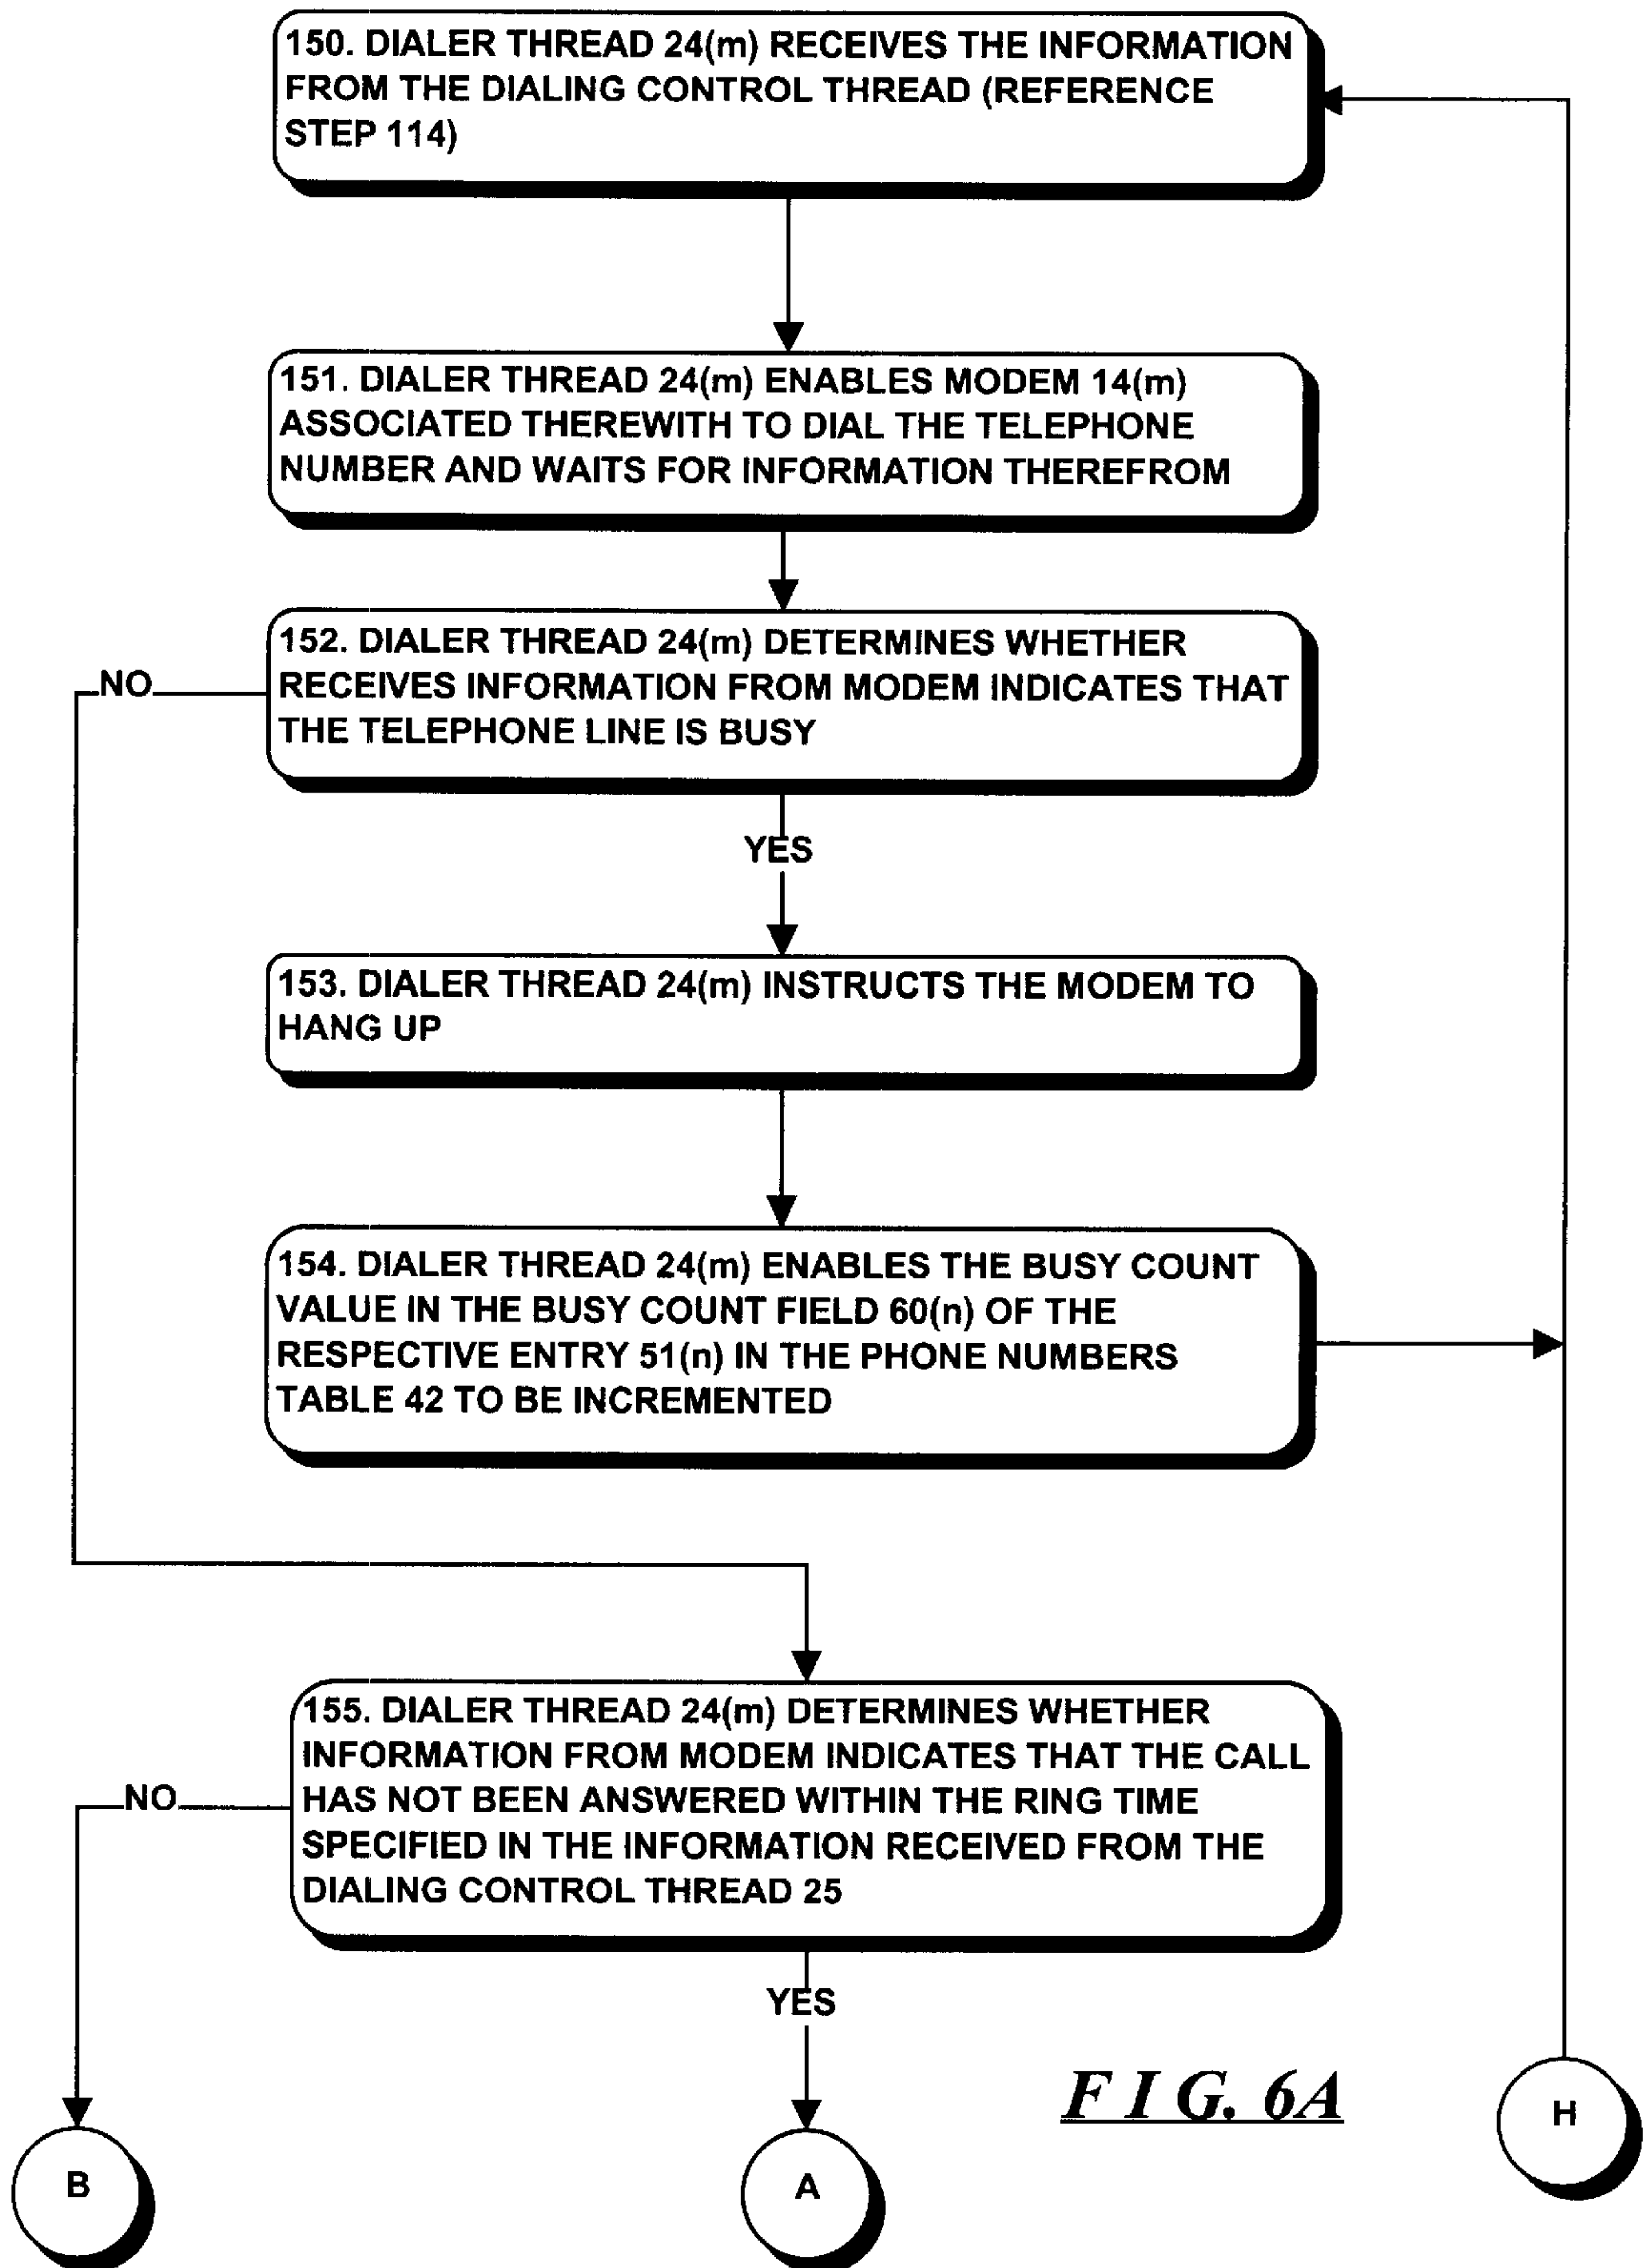 150. DIALER THREAD 24(m) RECEIVES THE INFORMATION
FROM THE DIALING CONTROL THREAD (REFERENCE
STEP 114)
151. DIALER THREAD 24(m) ENABLES MODEM 14(m)
ASSOCIATED THEREWITH TO DIAL THE TELEPHONE
NUMBER AND WAITS FOR INFORMATION THEREFROM
152. DIALER THREAD 24(m) DETERMINES WHETHER
RECEIVES INFORMATION FROM MODEM INDICATES THAT
THE TELEPHONE LINE IS BUSY
NO
YES
153. DIALER THREAD 24(m) INSTRUCTS THE MODEM TO
HANG UP
154. DIALER THREAD 24(m) ENABLES THE BUSY COUNT
VALUE IN THE BUSY COUNT FIELD 60(n) OF THE
RESPECTIVE ENTRY 51(n) IN THE PHONE NUMBERS
TABLE 42 TO BE INCREMENTED
155. DIALER THREAD 24(m) DETERMINES WHETHER
INFORMATION FROM MODEM INDICATES THAT THE CALL
HAS NOT BEEN ANSWERED WITHIN THE RING TIME
SPECIFIED IN THE INFORMATION RECEIVED FROM THE
DIALING CONTROL THREAD 25
NO
YES
FIG. 6A
B
A
H